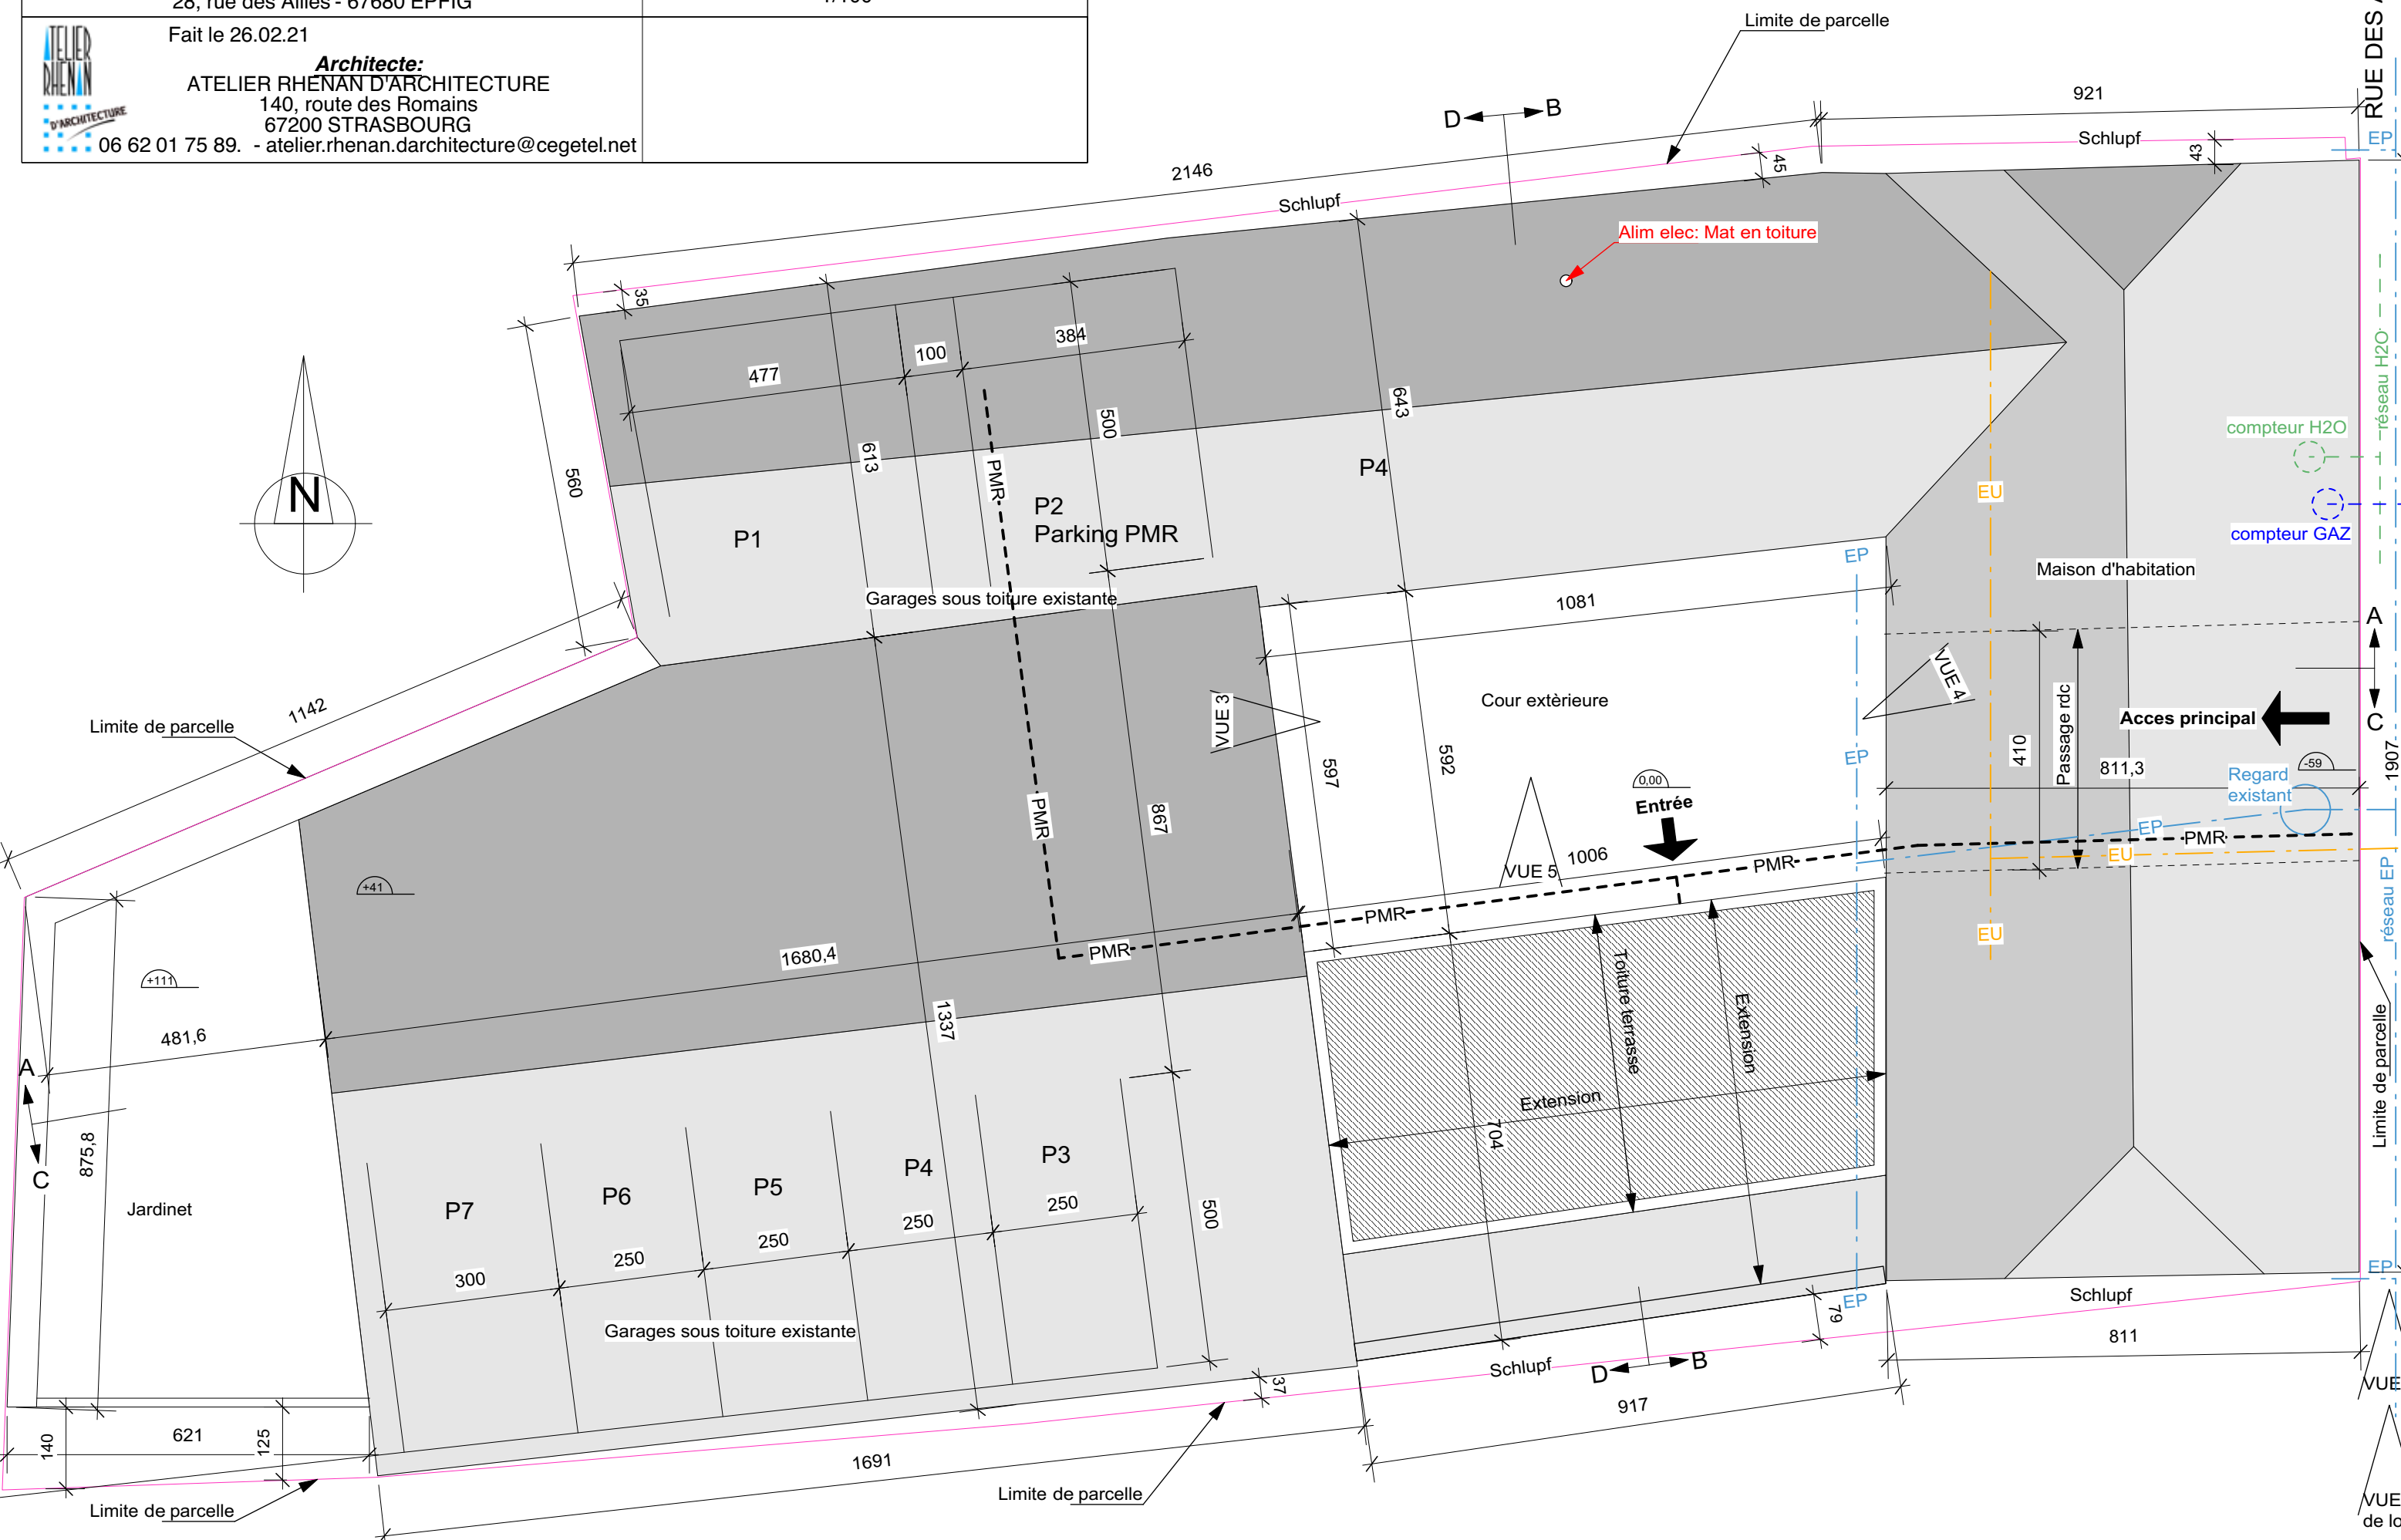 28, rue des Alliés - 67680 EPFIG
1/100
ATELIER
RHENAN
D'ARCHITECTURE
Fait le 26.02.21
Architecte:
ATELIER RHENAN D'ARCHITECTURE
140, route des Romains
67200 STRASBOURG
06 62 01 75 89. - atelier.rhenan.darchitecture@cegetel.net
Limite de parcelle
RUE DES
921
D B
2146
Schlupf
EP
43
45
Schlupf
Alim elec: Mat en toiture
35
384
100
477
réseau H2O
compteur H2O
643
500
613
560
N
PMR
P4
EU
P2
Parking PMR
P1
compteur GAZ
EP
Maison d'habitation
Garages sous toiture existante
1081
A
VUE 4
Passage rdc
Cour extèrieure
VUE 3
1142
Limite de parcelle
Acces principal
C
410
EP
811,3
-59
1907
592
597
0,00
Regard
existant
Entrée
PMR
867
EP
PMR
1006
EU
PMR
VUE 5
+41
PMR
réseau EP
EU
PMR
1680,4
+111
Toiture terrasse
Extension
1337
481,6
Limite de parcelle
A
Extension
704
875,8
C
P3
P4
P5
P6
P7
Jardinet
250
250
250
250
300
500
EP
Schlupf
EP
79
Garages sous toiture existante
811
D B
Schlupf
37
VUE
917
621
140
125
1691
Limite de parcelle
Limite de parcelle
VUE
de lo